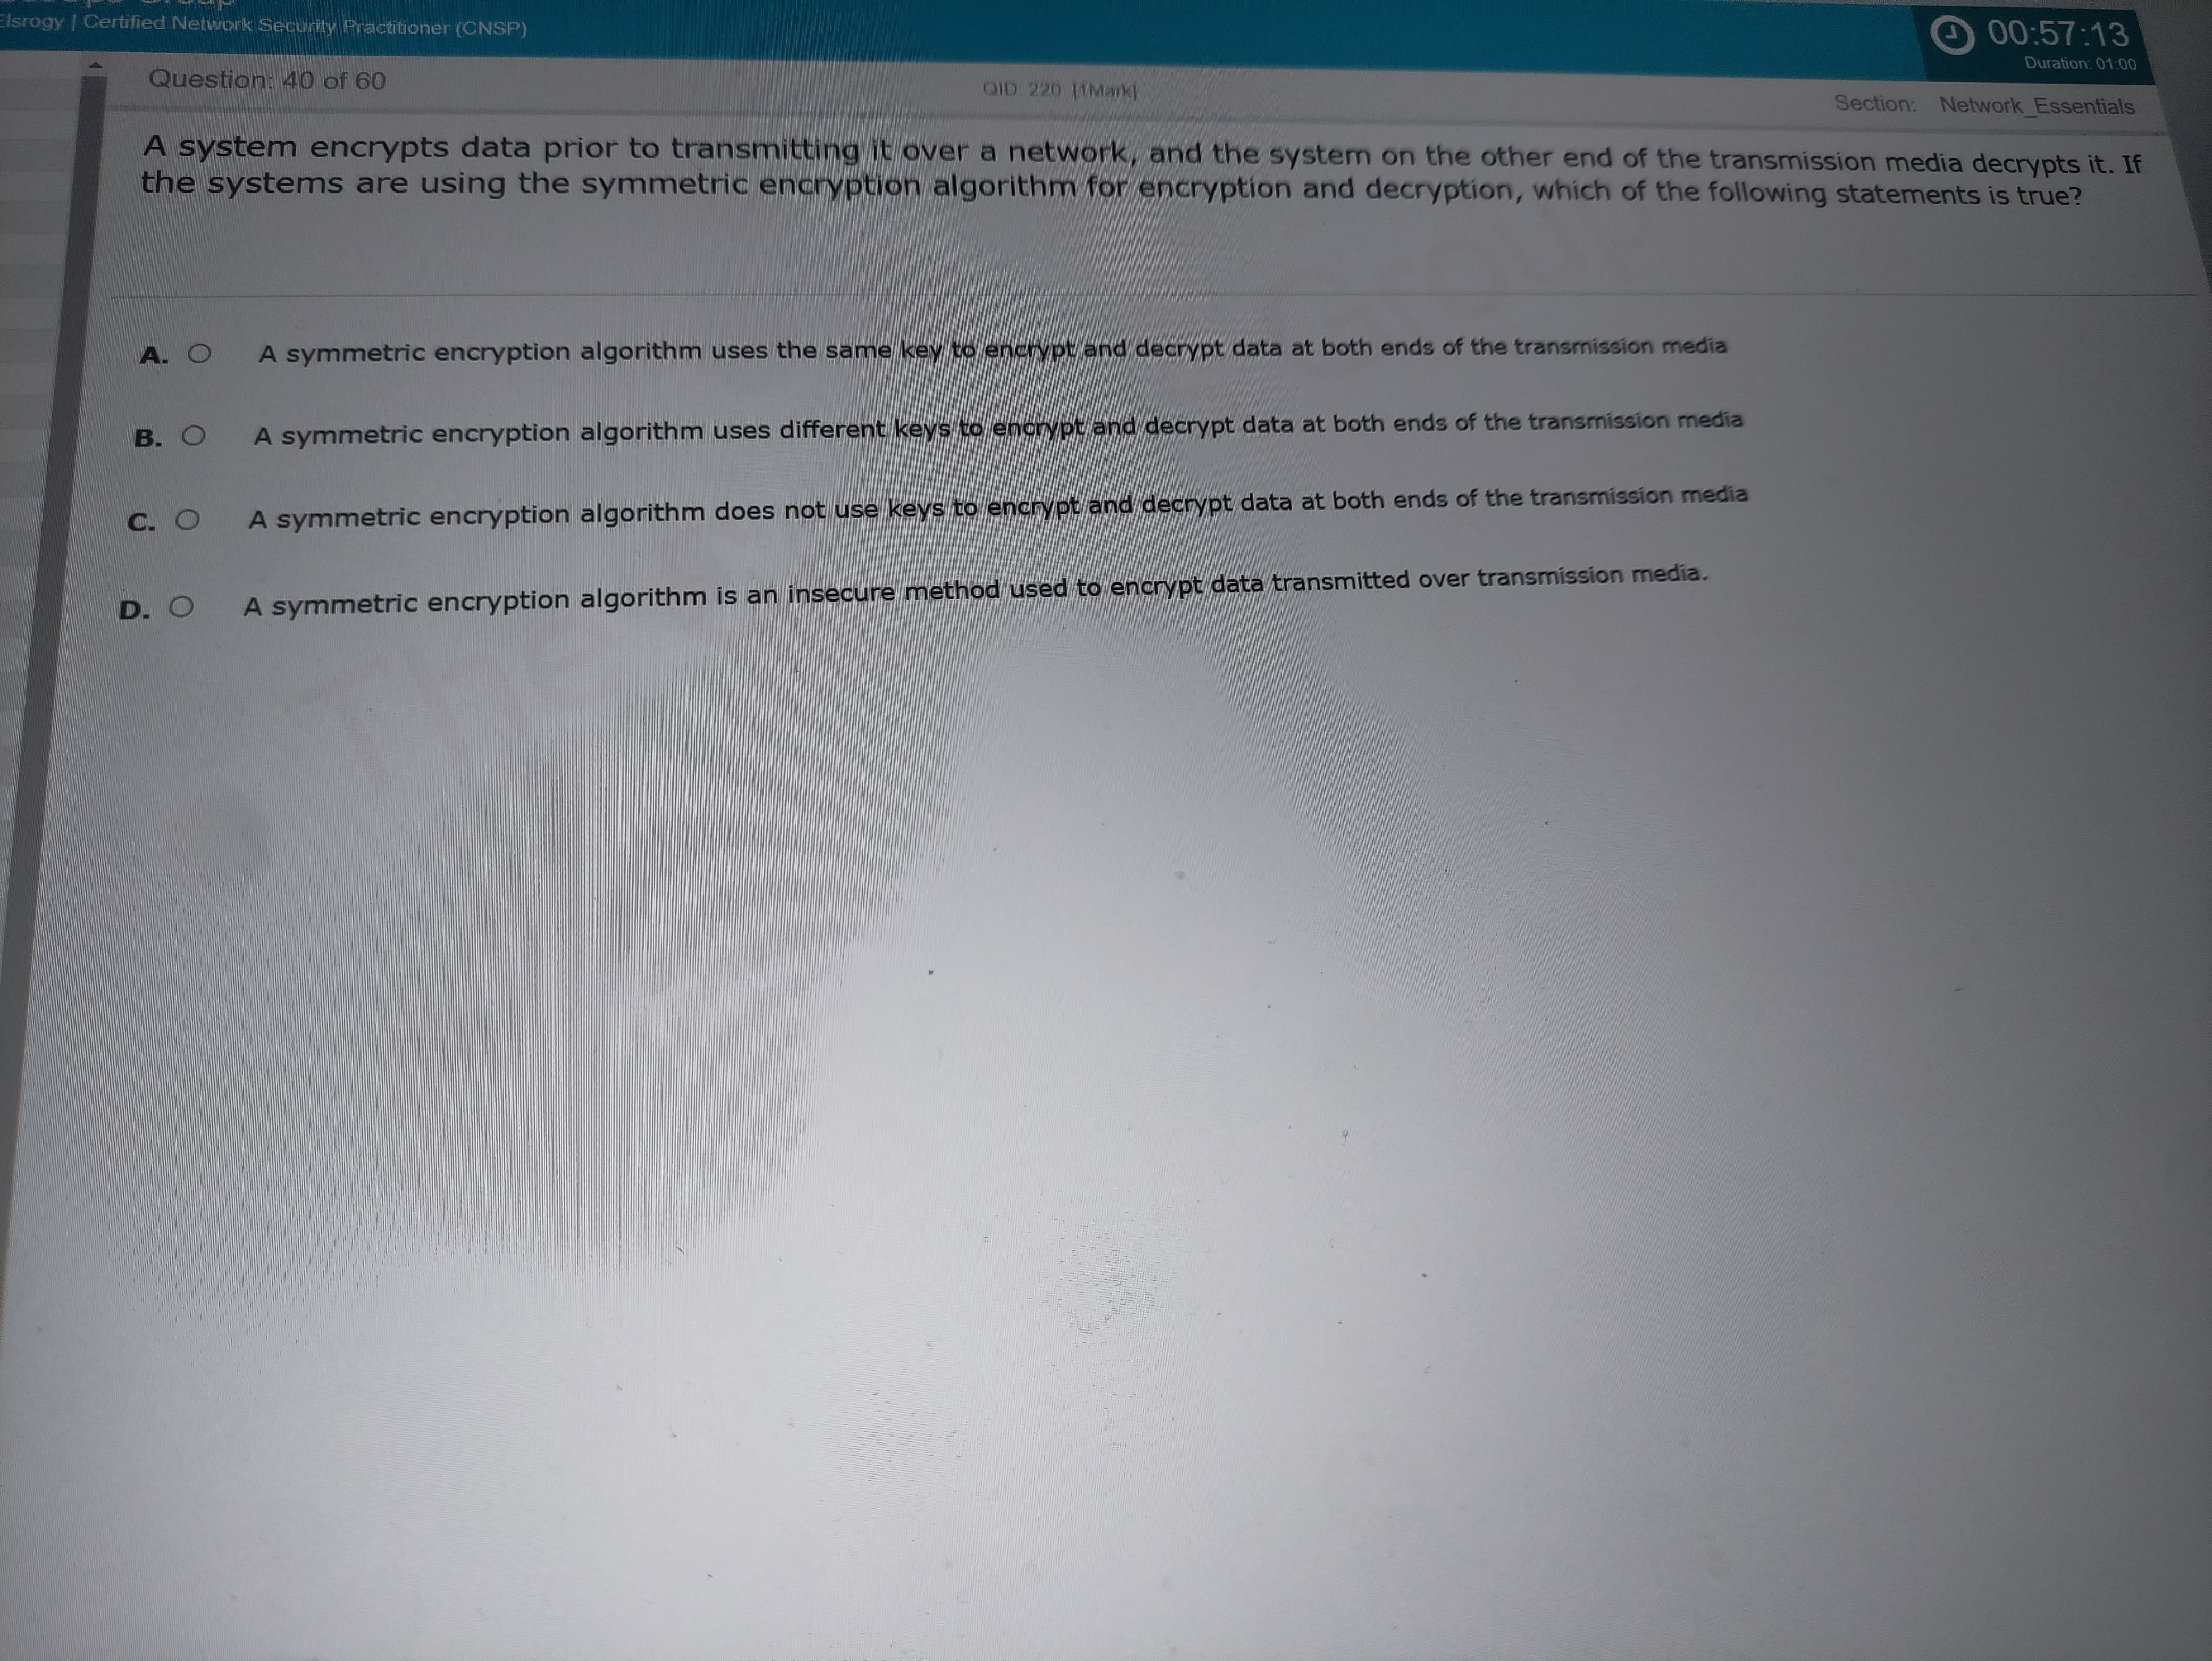 Elsrogy | Certified Network Security Practitioner (CNSP)
00:57:13
Duration: 01:00
Question: 40 of 60
QID: 220 [1Mark]
Section: Network_Essentials
A system encrypts data prior to transmitting it over a network, and the system on the other end of the transmission media decrypts it. If
the systems are using the symmetric encryption algorithm for encryption and decryption, which of the following statements is true?
A. A symmetric encryption algorithm uses the same key to encrypt and decrypt data at both ends of the transmission media
B. A symmetric encryption algorithm uses different keys to encrypt and decrypt data at both ends of the transmission media
C. A symmetric encryption algorithm does not use keys to encrypt and decrypt data at both ends of the transmission media
D. A symmetric encryption algorithm is an insecure method used to encrypt data transmitted over transmission media.